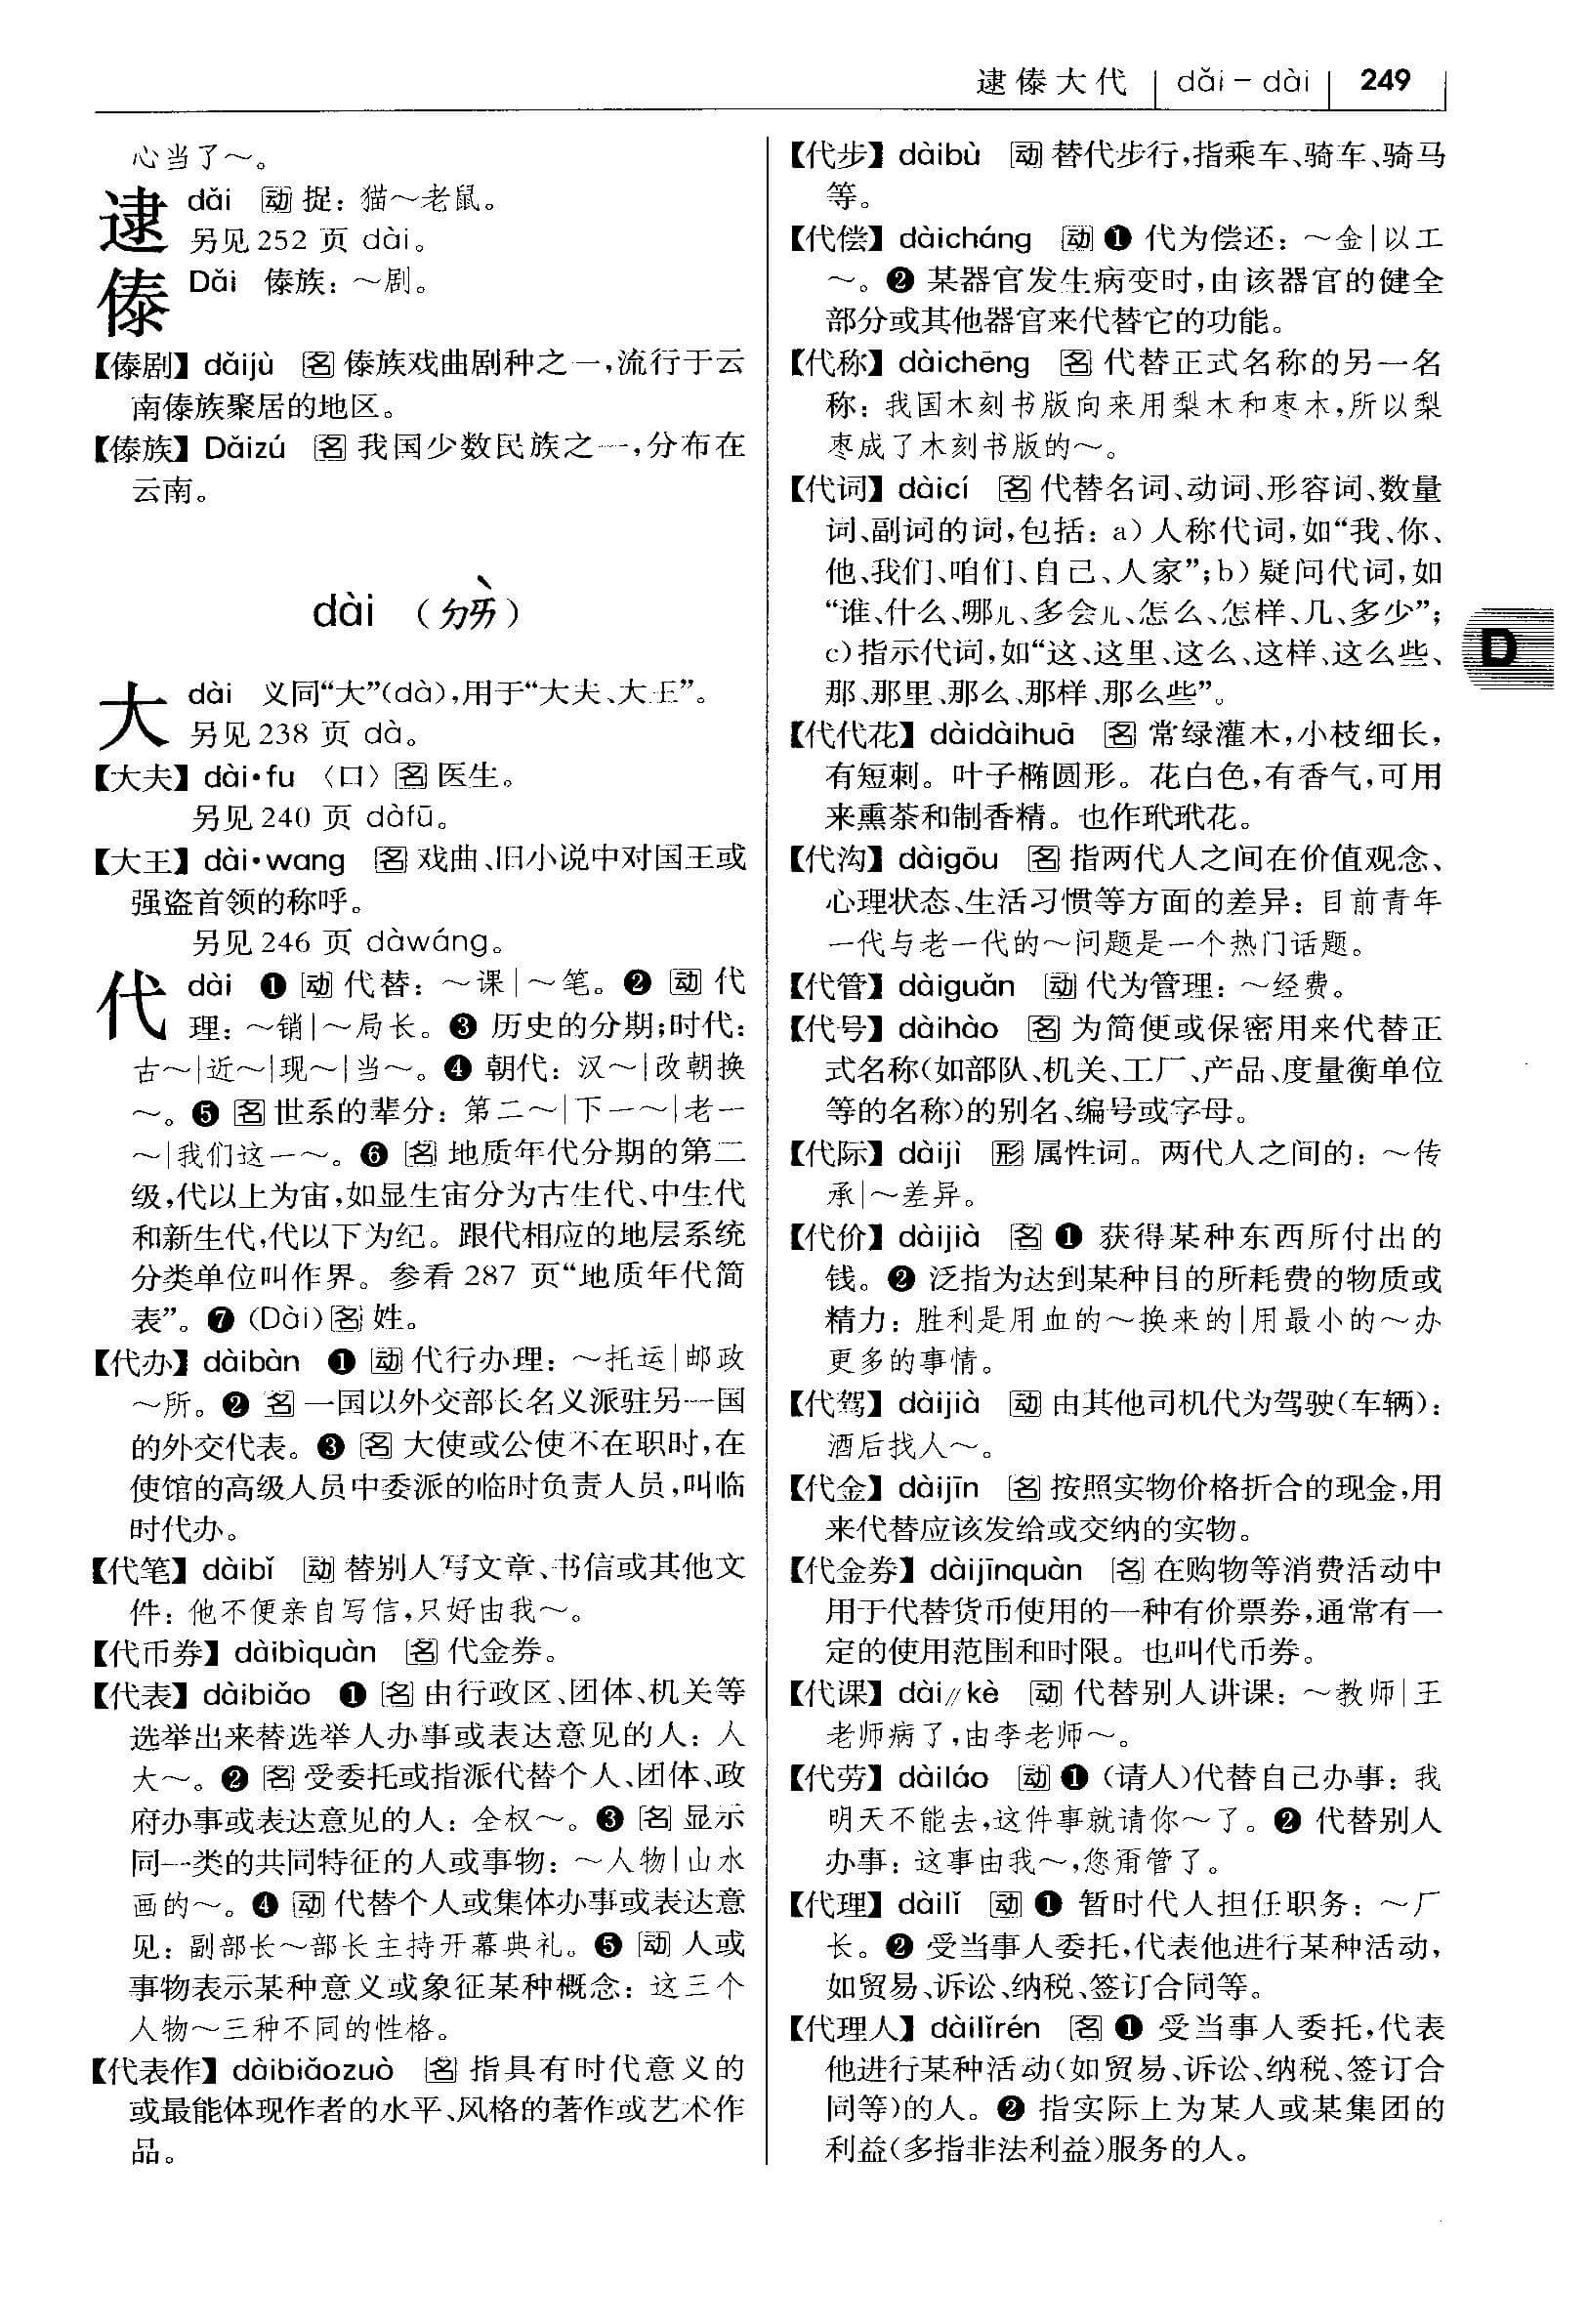 逮傣大代 dǎi－dài 249
心当了～。
逮 dǎi 动 捉：猫～老鼠。
另见252 页 dài。
傣 Dǎi 傣族：～剧。
【傣剧】dǎijù 名 傣族戏曲剧种之一，流行于云
南傣族聚居的地区。
【傣族】Dǎizú 名 我国少数民族之一，分布在
云南。
dài （ㄉㄞˋ）
大 dài 义同“大”(dà)，用于“大夫、大王”。
另见238 页 dà。
【大夫】dài•fu 〈口〉名 医生。
另见240 页 dàfū。
【大王】dài•wang 名 戏曲、旧小说中对国王或
强盗首领的称呼。
另见246 页 dàwáng。
代 dài ❶ 动 代替：～课|～笔。❷ 动 代
理：～销|～局长。❸ 历史的分期；时代：
古～|近～|现～|当～。❹ 朝代：汉～|改朝换
～。❺ 名 世系的辈分：第二～|下一～|老一
～|我们这一～。❻ 名 地质年代分期的第二
级，代以上为宙，如显生宙分为古生代、中生代
和新生代，代以下为纪。跟代相应的地层系统
分类单位叫作界。参看 287 页“地质年代简
表”。❼ (Dài) 名 姓。
【代办】dàibàn ❶ 动 代行办理：～托运|邮政
～所。❷ 名 一国以外交部长名义派驻另一国
的外交代表。❸ 名 大使或公使不在职时，在
使馆的高级人员中委派的临时负责人员，叫临
时代办。
【代笔】dàibǐ 动 替别人写文章、书信或其他文
件：他不便亲自写信，只好由我～。
【代币券】dàibìquàn 名 代金券。
【代表】dàibiǎo ❶ 名 由行政区、团体、机关等
选举出来替选举人办事或表达意见的人：人
大～。❷ 名 受委托或指派代替个人、团体、政
府办事或表达意见的人：全权～。❸ 名 显示
同一类的共同特征的人或事物：～人物|山水
画的～。❹ 动 代替个人或集体办事或表达意
见：副部长～部长主持开幕典礼。❺ 动 人或
事物表示某种意义或象征某种概念：这三个
人物～三种不同的性格。
【代表作】dàibiǎozuò 名 指具有时代意义的
或最能体现作者的水平、风格的著作或艺术作
品。
【代步】dàibù 动 替代步行，指乘车、骑车、骑马
等。
【代偿】dàicháng 动 ❶ 代为偿还：～金|以工
～。❷ 某器官发生病变时，由该器官的健全
部分或其他器官来代替它的功能。
【代称】dàichēng 名 代替正式名称的另一名
称：我国木刻书版向来用梨木和枣木，所以梨
枣成了木刻书版的～。
【代词】dàicí 名 代替名词、动词、形容词、数量
词、副词的词，包括：a）人称代词，如“我、你、
他、我们、咱们、自己、人家”；b）疑问代词，如
“谁、什么、哪儿、多会儿、怎么、怎样、几、多少”；
c）指示代词，如“这、这里、这么、这样、这么些、
那、那里、那么、那样、那么些”。
D
【代代花】dàidàihuā 名 常绿灌木，小枝细长，
有短刺。叶子椭圆形。花白色，有香气，可用
来熏茶和制香精。也作玳玳花。
【代沟】dàigōu 名 指两代人之间在价值观念、
心理状态、生活习惯等方面的差异：目前青年
一代与老一代的～问题是一个热门话题。
【代管】dàiguǎn 动 代为管理：～经费。
【代号】dàihào 名 为简便或保密用来代替正
式名称（如部队、机关、工厂、产品、度量衡单位
等的名称）的别名、编号或字母。
【代际】dàijì 形 属性词。两代人之间的：～传
承|～差异。
【代价】dàijià 名 ❶ 获得某种东西所付出的
钱。❷ 泛指为达到某种目的所耗费的物质或
精力：胜利是用血的～换来的|用最小的～办
更多的事情。
【代驾】dàijià 动 由其他司机代为驾驶（车辆）：
酒后找人～。
【代金】dàijīn 名 按照实物价格折合的现金，用
来代替应该发给或交纳的实物。
【代金券】dàijīnquàn 名 在购物等消费活动中
用于代替货币使用的一种有价票券，通常有一
定的使用范围和时限。也叫代币券。
【代课】dài//kè 动 代替别人讲课：～教师|王
老师病了，由李老师～。
【代劳】dàiláo 动 ❶（请人）代替自己办事：我
明天不能去，这件事就请你～了。❷ 代替别人
办事：这事由我～，您甭管了。
【代理】dàilǐ 动 ❶ 暂时代人担任职务：～厂
长。❷ 受当事人委托，代表他进行某种活动，
如贸易、诉讼、纳税、签订合同等。
【代理人】dàilǐrén 名 ❶ 受当事人委托，代表
他进行某种活动（如贸易、诉讼、纳税、签订合
同等）的人。❷ 指实际上为某人或某集团的
利益（多指非法利益）服务的人。